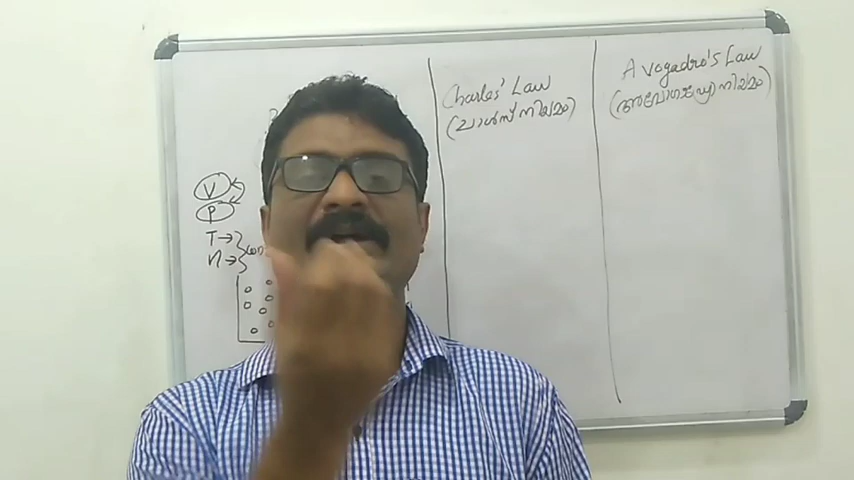 V
P
T→
n→
Charles' Law
(ചാൾസ് നിയമം)
Avogadro's Law
(അവോഗാഡ്രോ നിയമം)